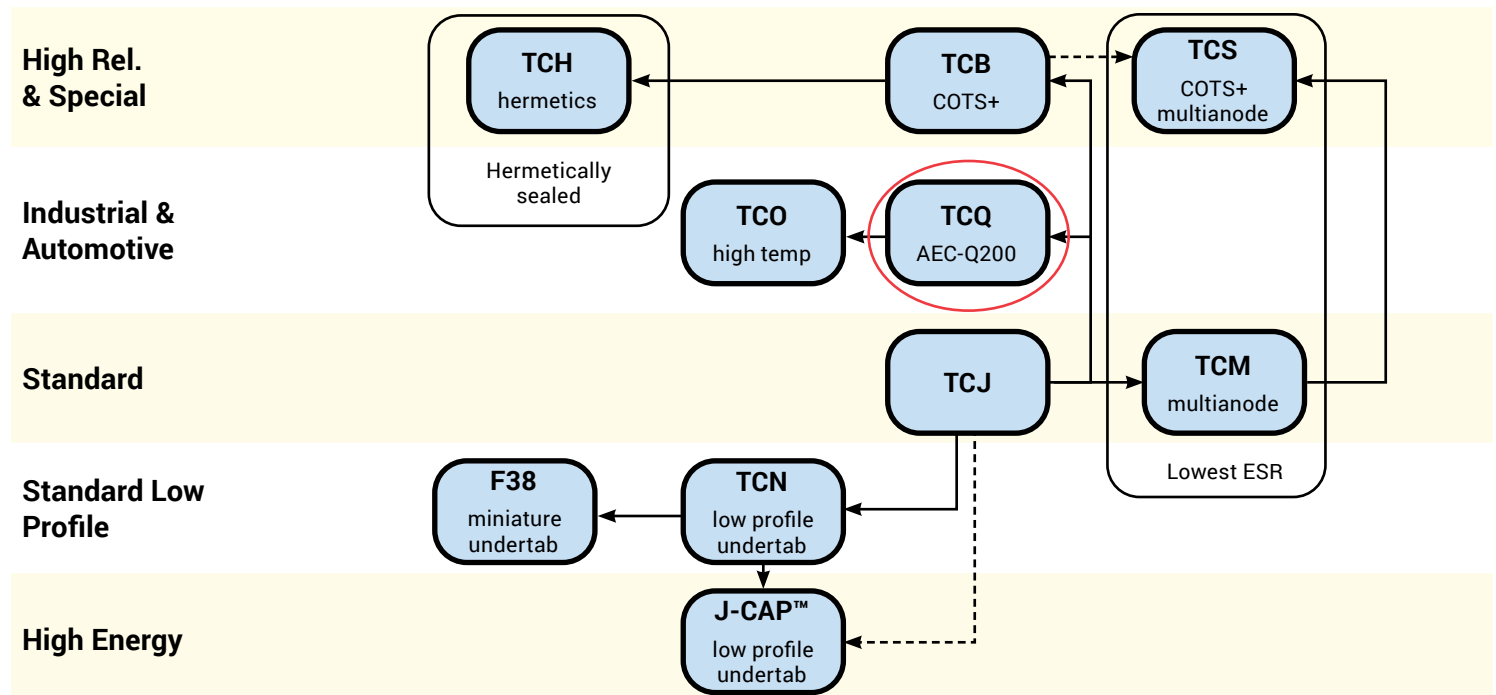 High Rel.
& Special
TCH
hermetics
Hermetically
sealed
TCB
COTS+
TCS
COTS+
multianode
Industrial &
Automotive
TCO
high temp
TCQ
AEC-Q200
Standard
TCJ
TCM
multianode
Lowest ESR
Standard Low
Profile
F38
miniature
undertab
TCN
low profile
undertab
High Energy
J-CAP™
low profile
undertab